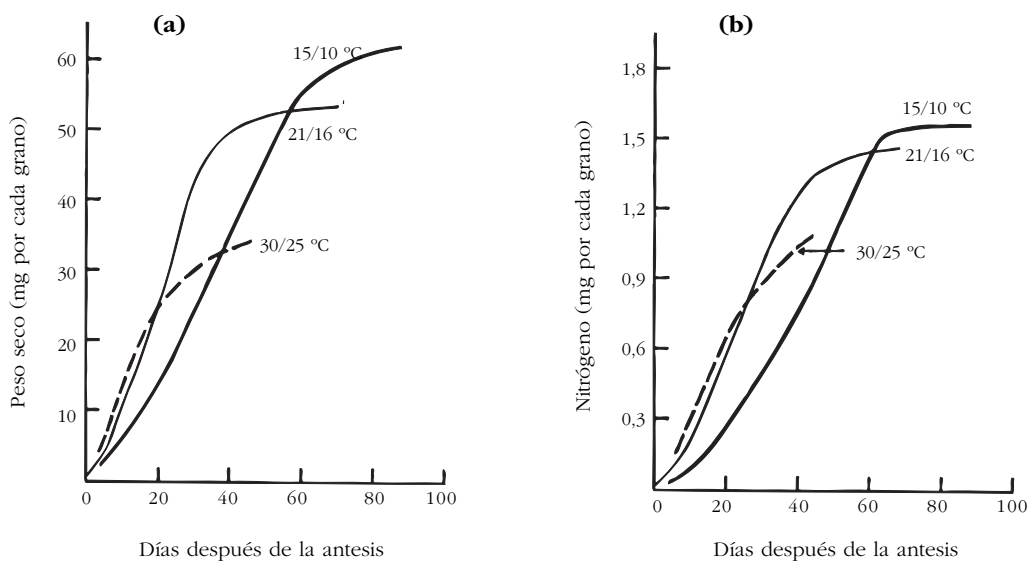 (a)
Peso seco (mg por cada grano)
60
50
40
30
20
10
15/10 ºC
21/16 ºC
30/25 ºC
0 20 40 60 80 100
Días después de la antesis
(b)
Nitrógeno (mg por cada grano)
1,8
1,5
1,2
0,9
0,6
0,3
15/10 ºC
21/16 ºC
30/25 ºC
0 20 40 60 80 100
Días después de la antesis